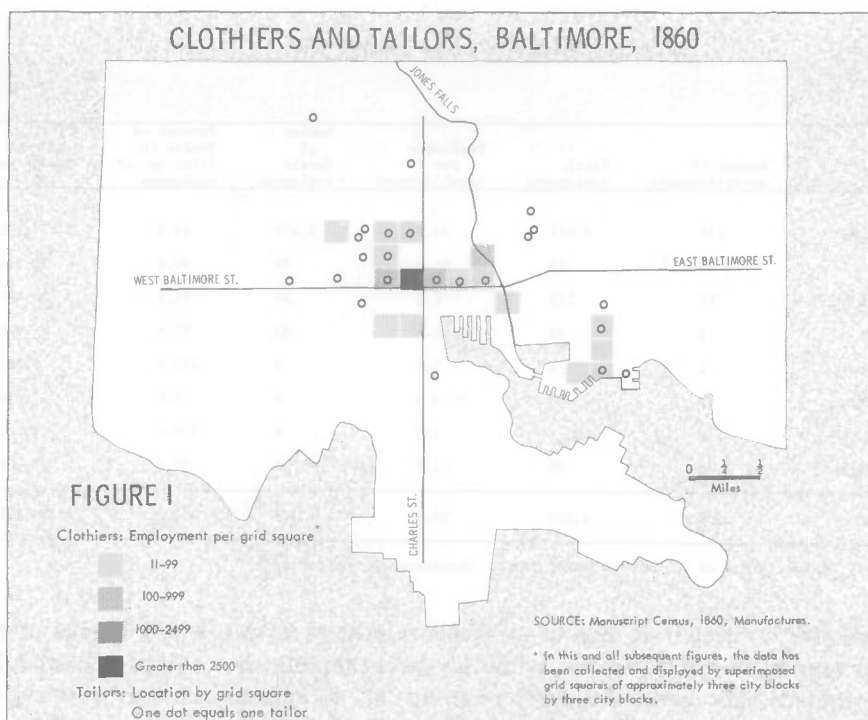 CLOTHIERS AND TAILORS, BALTIMORE, 1860
JONES FALLS
EAST BALTIMORE ST.
WEST BALTIMORE ST.
CHARLES ST.
0 ¼ ½
Miles
FIGURE I
Clothiers: Employment per grid square*
11-99
100-999
1000-2499
Greater than 2500
Tailors: Location by grid square
One dot equals one tailor
SOURCE: Manuscript Census, 1860, Manufactures.
* In this and all subsequent figures, the data has
been collected and displayed by superimposed
grid squares of approximately three city blocks
by three city blocks.